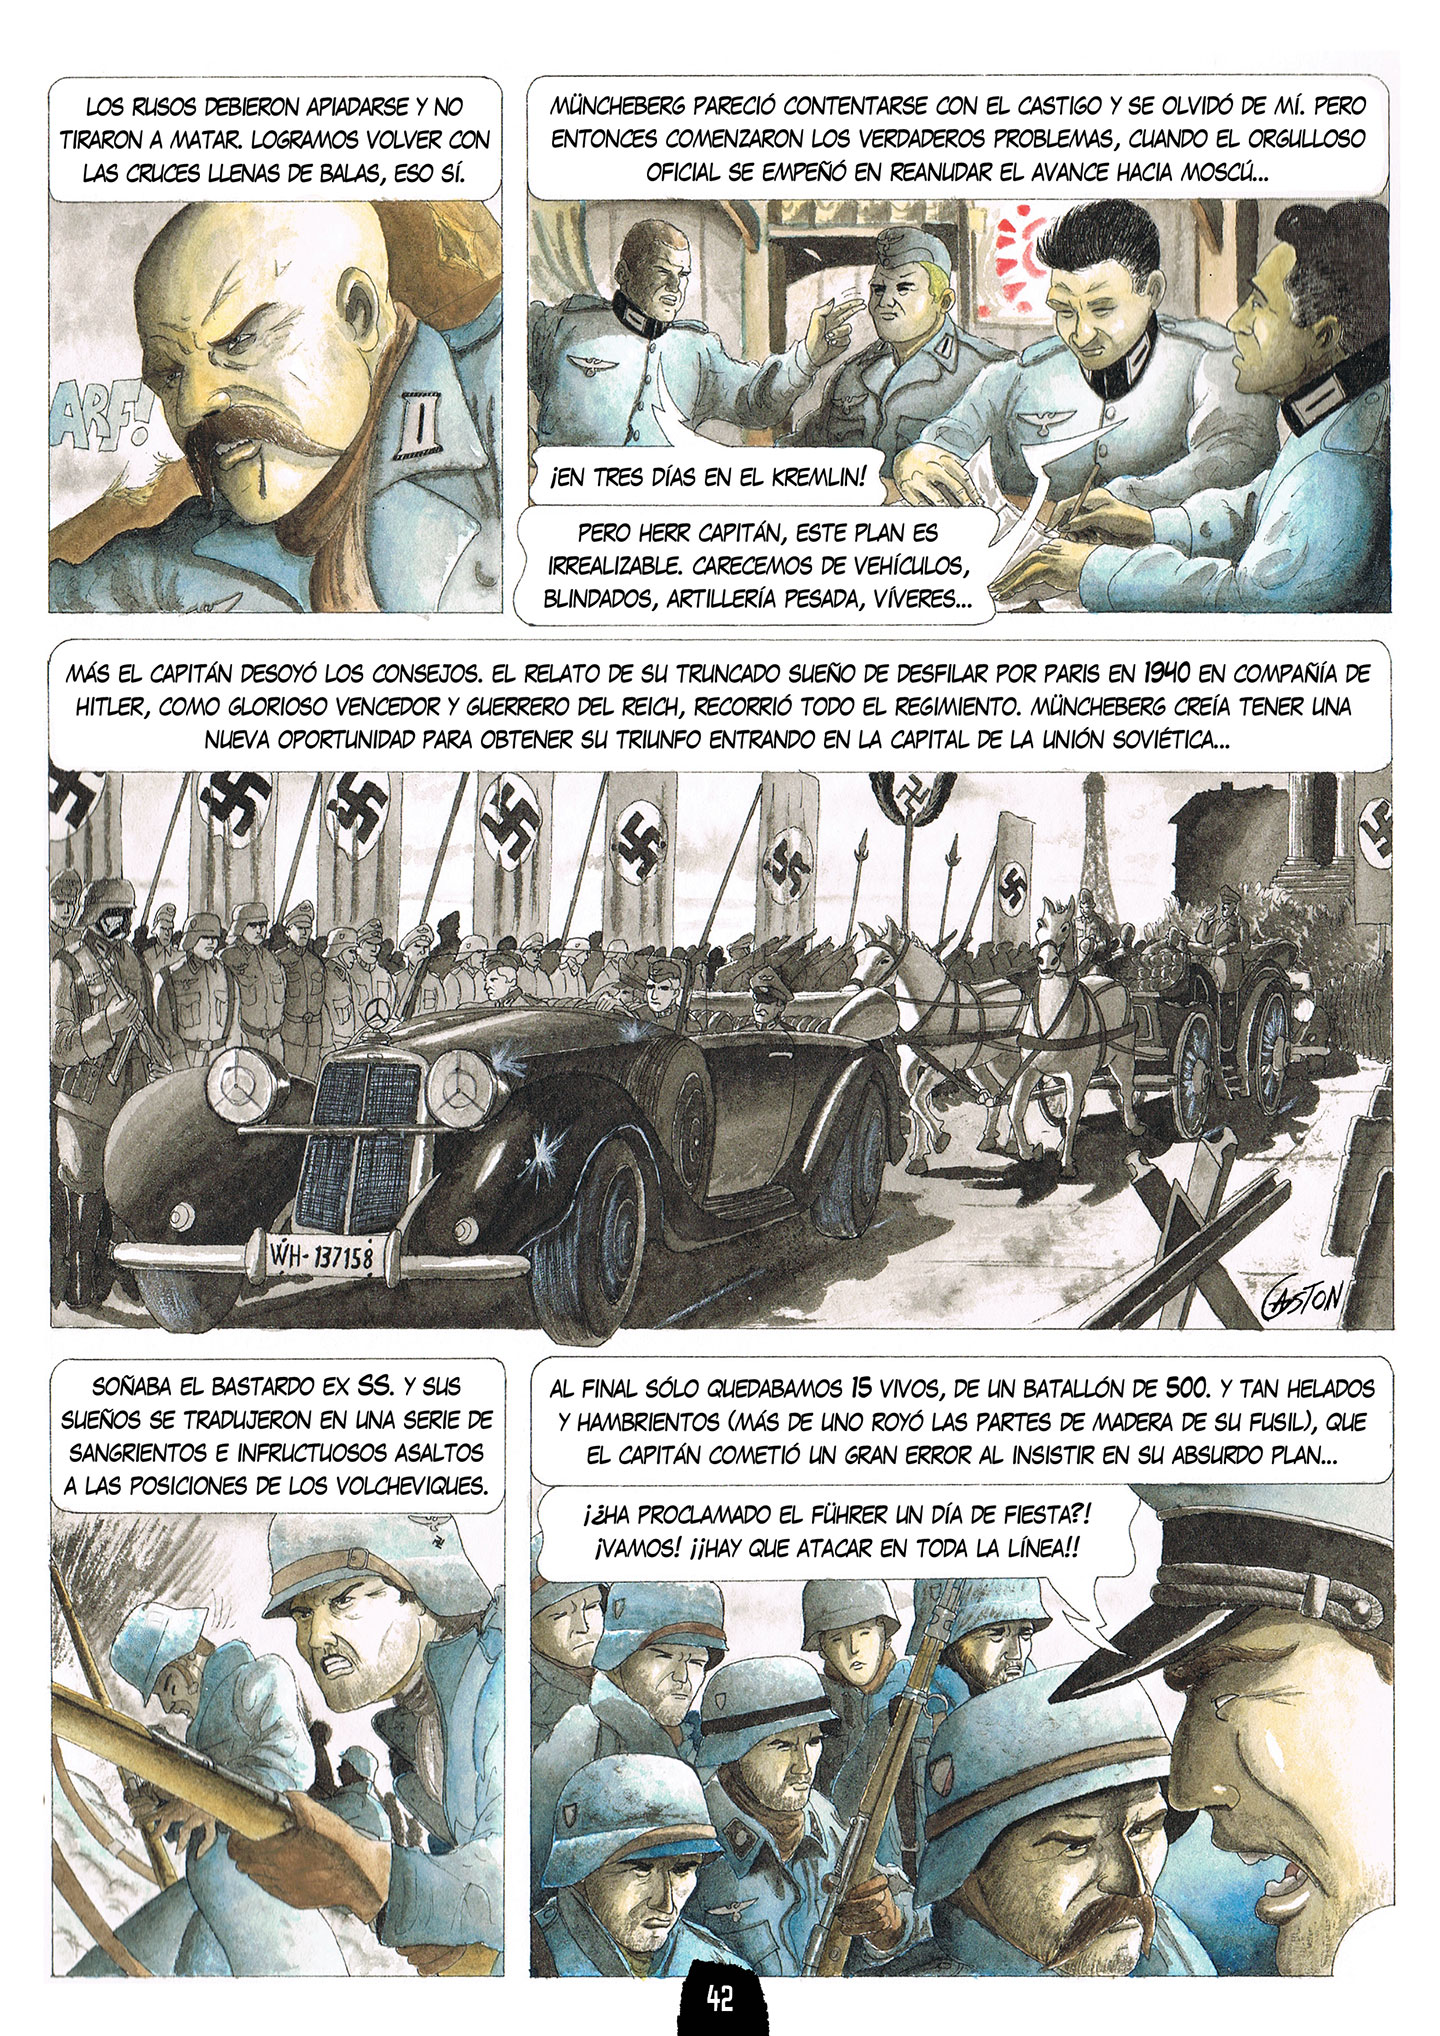 LOS RUSOS DEBIERON APIADARSE Y NO
TIRARON A MATAR. LOGRAMOS VOLVER CON
LAS CRUCES LLENAS DE BALAS, ESO SÍ.
ARF!
MÜNCHEBERG PARECIÓ CONTENTARSE CON EL CASTIGO Y SE OLVIDÓ DE MÍ. PERO
ENTONCES COMENZARON LOS VERDADEROS PROBLEMAS, CUANDO EL ORGULLOSO
OFICIAL SE EMPEÑÓ EN REANUDAR EL AVANCE HACIA MOSCÚ...
¡EN TRES DÍAS EN EL KREMLIN!
PERO HERR CAPITÁN, ESTE PLAN ES
IRREALIZABLE. CARECEMOS DE VEHÍCULOS,
BLINDADOS, ARTILLERÍA PESADA, VÍVERES...
MÁS EL CAPITÁN DESOYÓ LOS CONSEJOS. EL RELATO DE SU TRUNCADO SUEÑO DE DESFILAR POR PARIS EN 1940 EN COMPAÑÍA DE
HITLER, COMO GLORIOSO VENCEDOR Y GUERRERO DEL REICH, RECORRIÓ TODO EL REGIMIENTO. MÜNCHEBERG CREÍA TENER UNA
NUEVA OPORTUNIDAD PARA OBTENER SU TRIUNFO ENTRANDO EN LA CAPITAL DE LA UNIÓN SOVIÉTICA...
WH-137158
GASTON
SOÑABA EL BASTARDO EX SS. Y SUS
SUEÑOS SE TRADUJERON EN UNA SERIE DE
SANGRIENTOS E INFRUCTUOSOS ASALTOS
A LAS POSICIONES DE LOS VOLCHEVIQUES.
AL FINAL SÓLO QUEDABAMOS 15 VIVOS, DE UN BATALLÓN DE 500. Y TAN HELADOS
Y HAMBRIENTOS (MÁS DE UNO ROYÓ LAS PARTES DE MADERA DE SU FUSIL), QUE
EL CAPITÁN COMETIÓ UN GRAN ERROR AL INSISTIR EN SU ABSURDO PLAN...
¡¿HA PROCLAMADO EL FÜHRER UN DÍA DE FIESTA?!
¡VAMOS! ¡¡HAY QUE ATACAR EN TODA LA LÍNEA!!
42